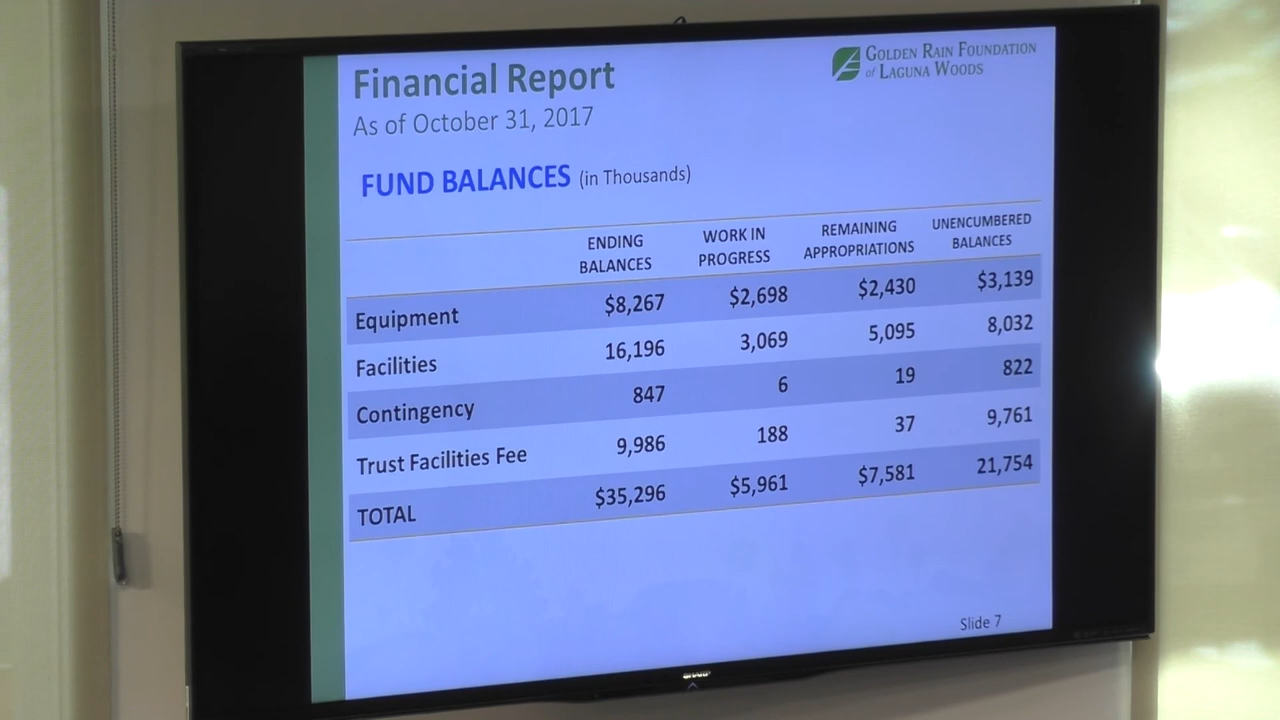 Financial Report
As of October 31, 2017
GOLDEN RAIN FOUNDATION
of LAGUNA WOODS
FUND BALANCES (in Thousands)
ENDING BALANCES WORK IN PROGRESS REMAINING APPROPRIATIONS UNENCUMBERED BALANCES
Equipment $8,267 $2,698 $2,430 $3,139
Facilities 16,196 3,069 5,095 8,032
Contingency 847 6 19 822
Trust Facilities Fee 9,986 188 37 9,761
TOTAL $35,296 $5,961 $7,581 21,754
Slide 7
SHARP